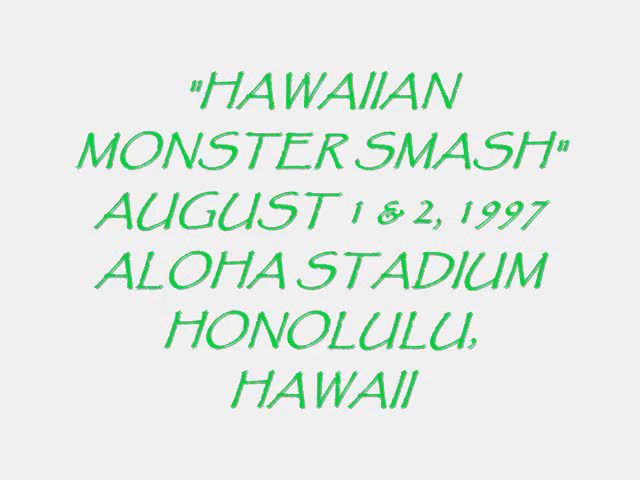 "HAWAIIAN
MONSTER SMASH"
AUGUST 1 & 2, 1997
ALOHA STADIUM
HONOLULU,
HAWAII